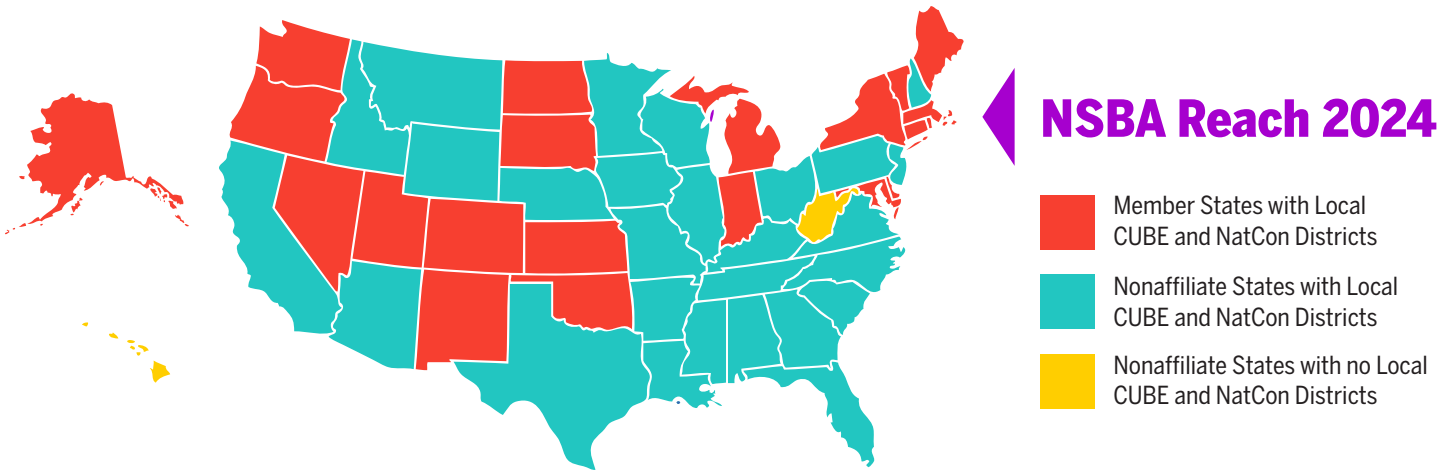 NSBA Reach 2024
Member States with Local
CUBE and NatCon Districts
Nonaffiliate States with Local
CUBE and NatCon Districts
Nonaffiliate States with no Local
CUBE and NatCon Districts